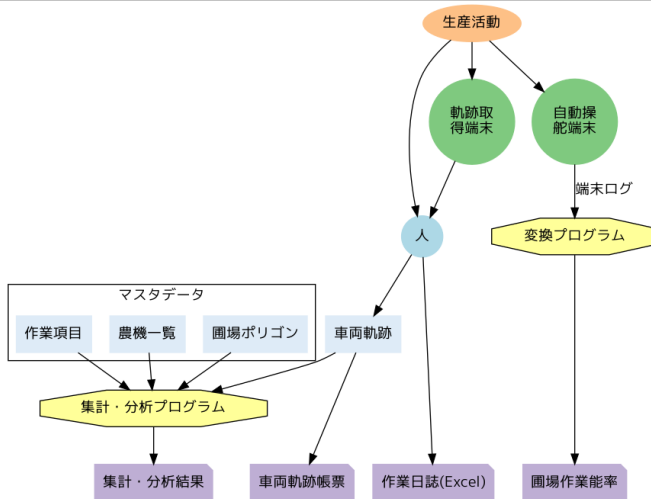 生産活動
軌跡取
得端末
自動操
舵端末
端末ログ
人
変換プログラム
マスタデータ
作業項目
農機一覧
圃場ポリゴン
車両軌跡
集計・分析プログラム
集計・分析結果
車両軌跡帳票
作業日誌(Excel)
圃場作業能率